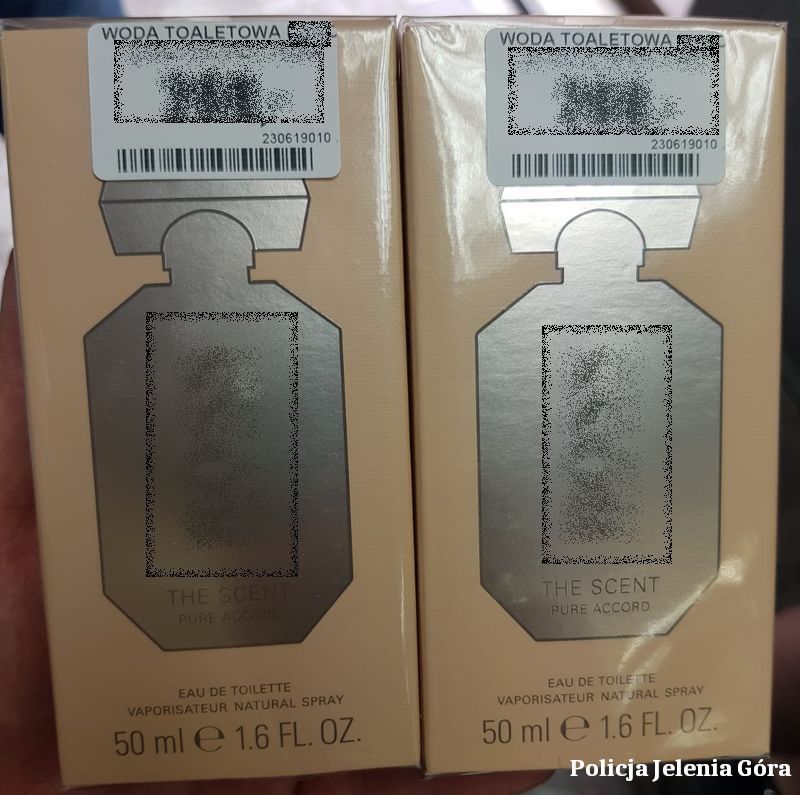 WODA TOALETOWA
230619010
THE SCENT
PURE ACCORD
EAU DE TOILETTE
VAPORISATEUR NATURAL SPRAY
50 ml ℮ 1.6 FL. OZ.
WODA TOALETOWA
230619010
THE SCENT
PURE ACCORD
EAU DE TOILETTE
VAPORISATEUR NATURAL SPRAY
50 ml ℮ 1.6 FL. OZ.
Policja Jelenia Góra